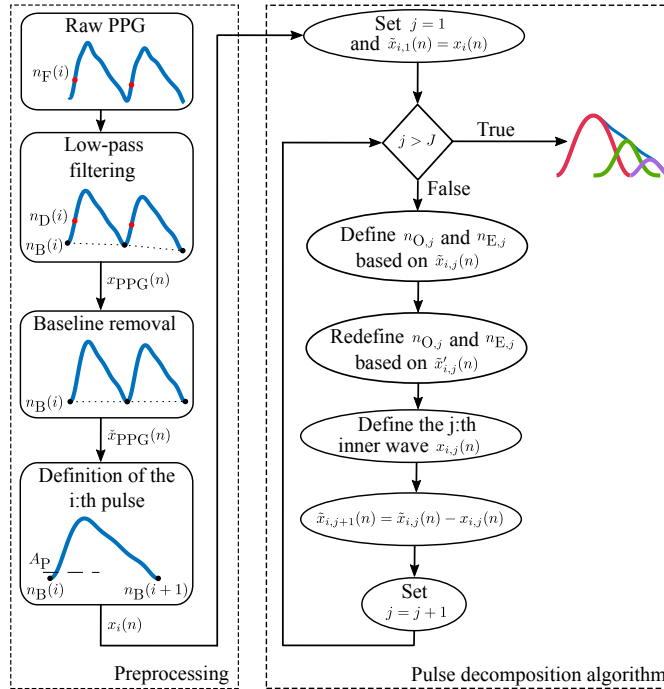 Raw PPG
n_F(i)
Low-pass
filtering
n_D(i)
n_B(i)
x_PPG(n)
Baseline removal
n_B(i)
x̃_PPG(n)
Definition of the
i:th pulse
A_P
n_B(i) n_B(i+1)
x_i(n)
Preprocessing
Set j = 1
and x̃_{i,1}(n) = x_i(n)
j > J
True
False
Define n_{O,j} and n_{E,j}
based on x̃_{i,j}(n)
Redefine n_{O,j} and n_{E,j}
based on x̃′_{i,j}(n)
Define the j:th
inner wave x_{i,j}(n)
x̃_{i,j+1}(n) = x̃_{i,j}(n) − x_{i,j}(n)
Set
j = j + 1
Pulse decomposition algorithm